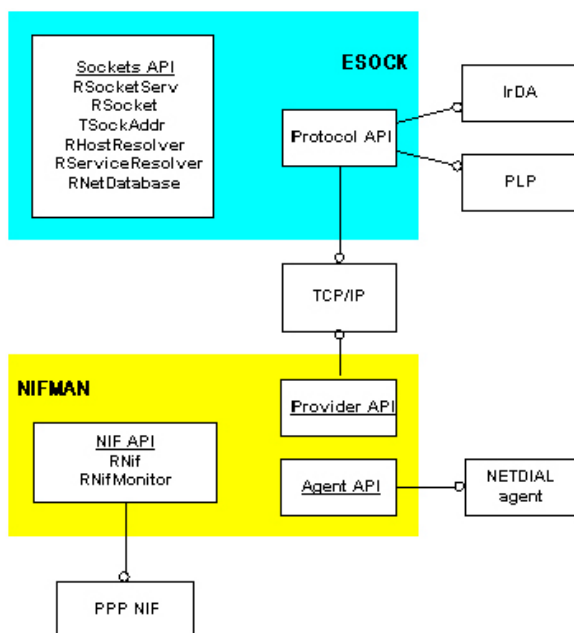 ESOCK
Sockets API
RSocketServ
RSocket
TSockAddr
RHostResolver
RServiceResolver
RNetDatabase
Protocol API
IrDA
PLP
TCP/IP
NIFMAN
Provider API
NIF API
RNif
RNifMonitor
Agent API
NETDIAL
agent
PPP NIF